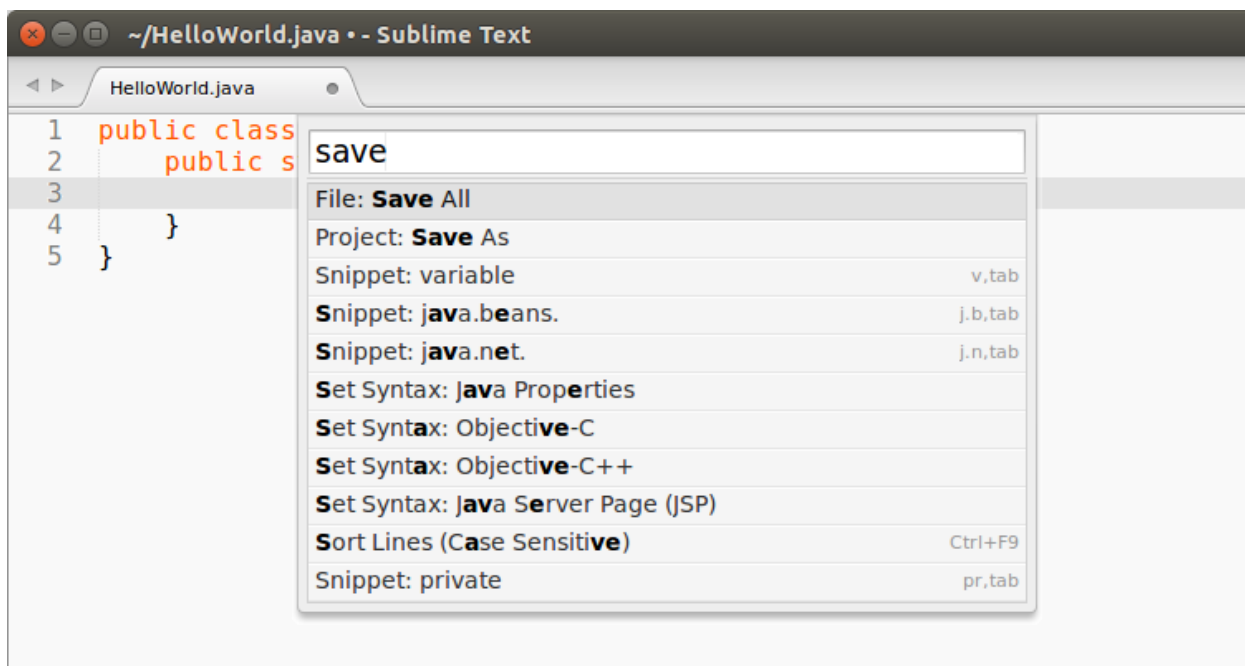 ~/HelloWorld.java • - Sublime Text
HelloWorld.java
1 public class
2 public s
3
4 }
5 }
save
File: Save All
Project: Save As
Snippet: variable v,tab
Snippet: java.beans. j.b,tab
Snippet: java.net. j.n,tab
Set Syntax: Java Properties
Set Syntax: Objective-C
Set Syntax: Objective-C++
Set Syntax: Java Server Page (JSP)
Sort Lines (Case Sensitive) Ctrl+F9
Snippet: private pr,tab